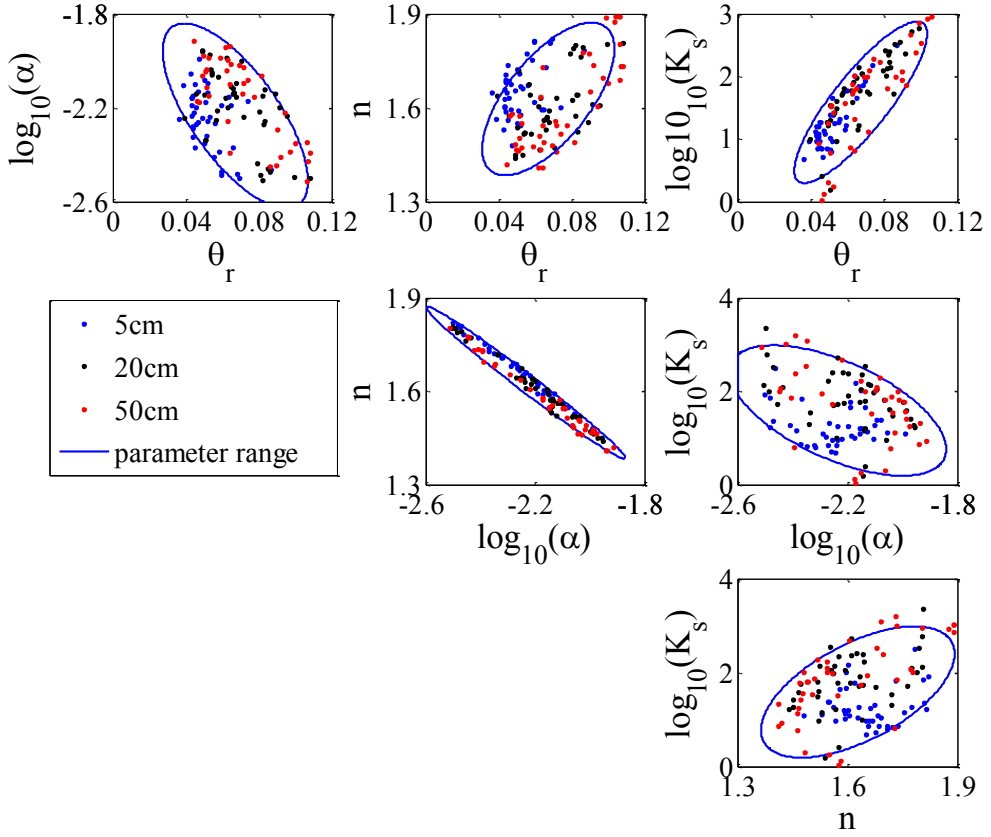 -1.8
-2.2
-2.6
log10(α)
0 0.04 0.08 0.12
θr
1.9
1.6
1.3
n
0 0.04 0.08 0.12
θr
3
2
1
0
log10₁₀(Ks)
0 0.04 0.08 0.12
θr
5cm
20cm
50cm
parameter range
1.9
1.6
1.3
n
-2.6 -2.2 -1.8
log10(α)
4
2
0
log10(Ks)
-2.6 -2.2 -1.8
log10(α)
4
2
0
log10(Ks)
1.3 1.6 1.9
n